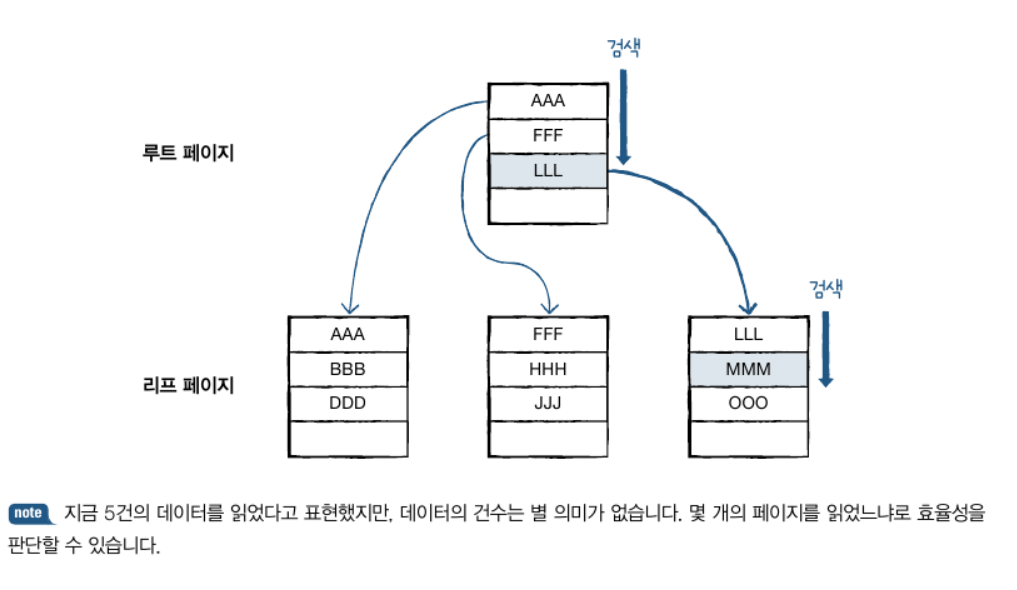 검색
AAA
FFF
LLL
루트 페이지
검색
AAA
BBB
DDD
FFF
HHH
JJJ
LLL
MMM
OOO
리프 페이지
note 지금 5건의 데이터를 읽었다고 표현했지만, 데이터의 건수는 별 의미가 없습니다. 몇 개의 페이지를 읽었느냐로 효율성을
판단할 수 있습니다.